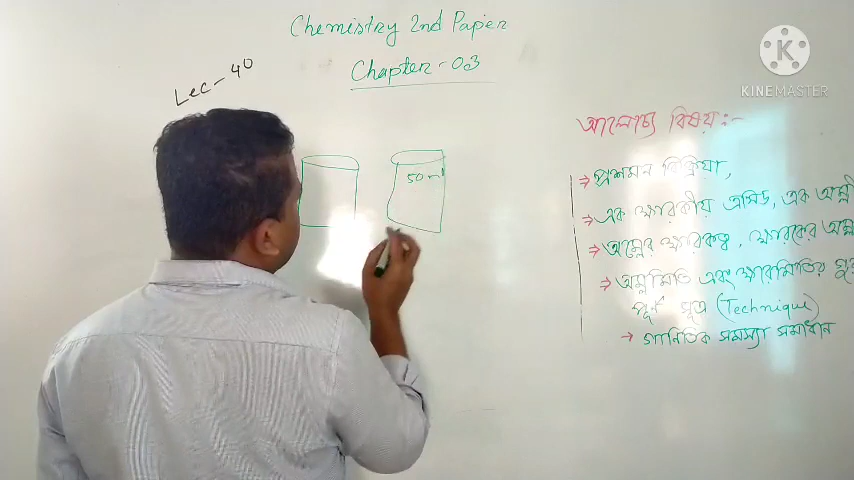 Chemistry 2nd Paper
Chapter-03
Lec-40
KINEMASTER
50 ml
আলোচ্য বিষয়:-
⇒ প্রশমন বিক্রিয়া,
⇒ এক ক্ষারকীয় এসিড, এক অম্লী
⇒ অম্লের ক্ষারকত্ব, ক্ষারকের অম্ল
⇒ অম্লমিতি এবং ক্ষারমিতির
সূত্র (Technique)
→ গানিতিক সমস্যা সমাধান